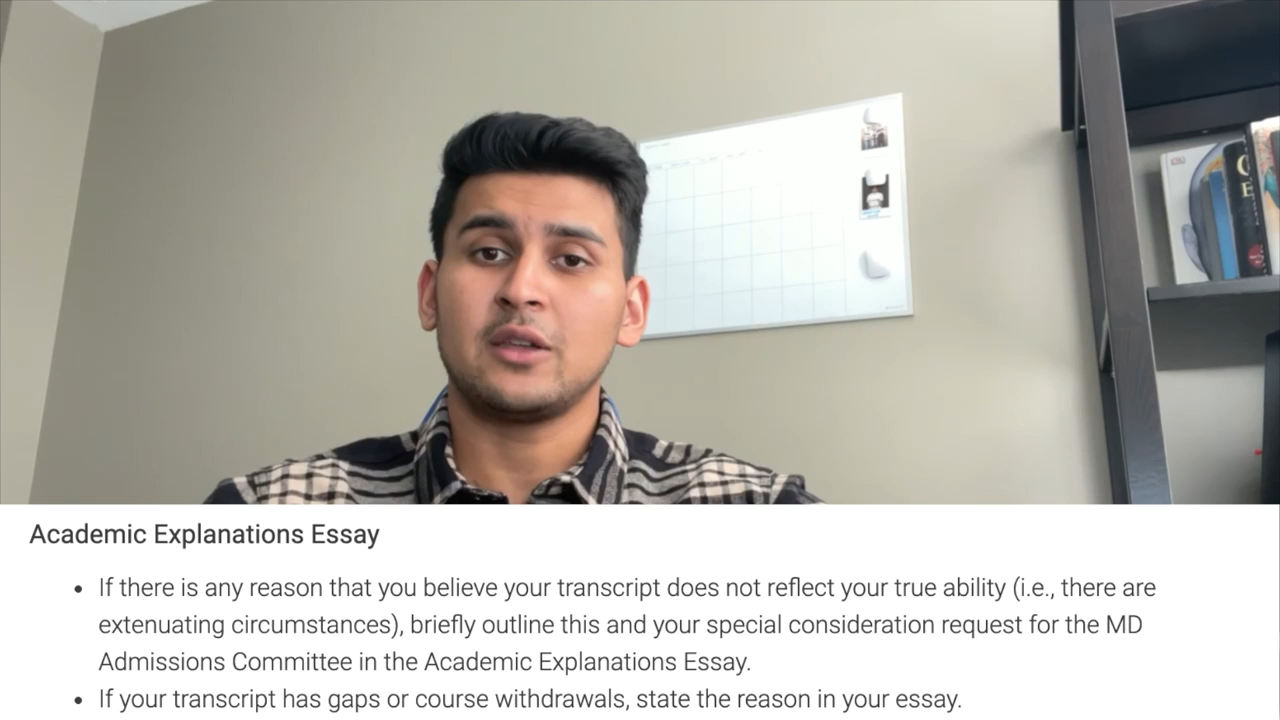 Academic Explanations Essay
• If there is any reason that you believe your transcript does not reflect your true ability (i.e., there are
extenuating circumstances), briefly outline this and your special consideration request for the MD
Admissions Committee in the Academic Explanations Essay.
• If your transcript has gaps or course withdrawals, state the reason in your essay.